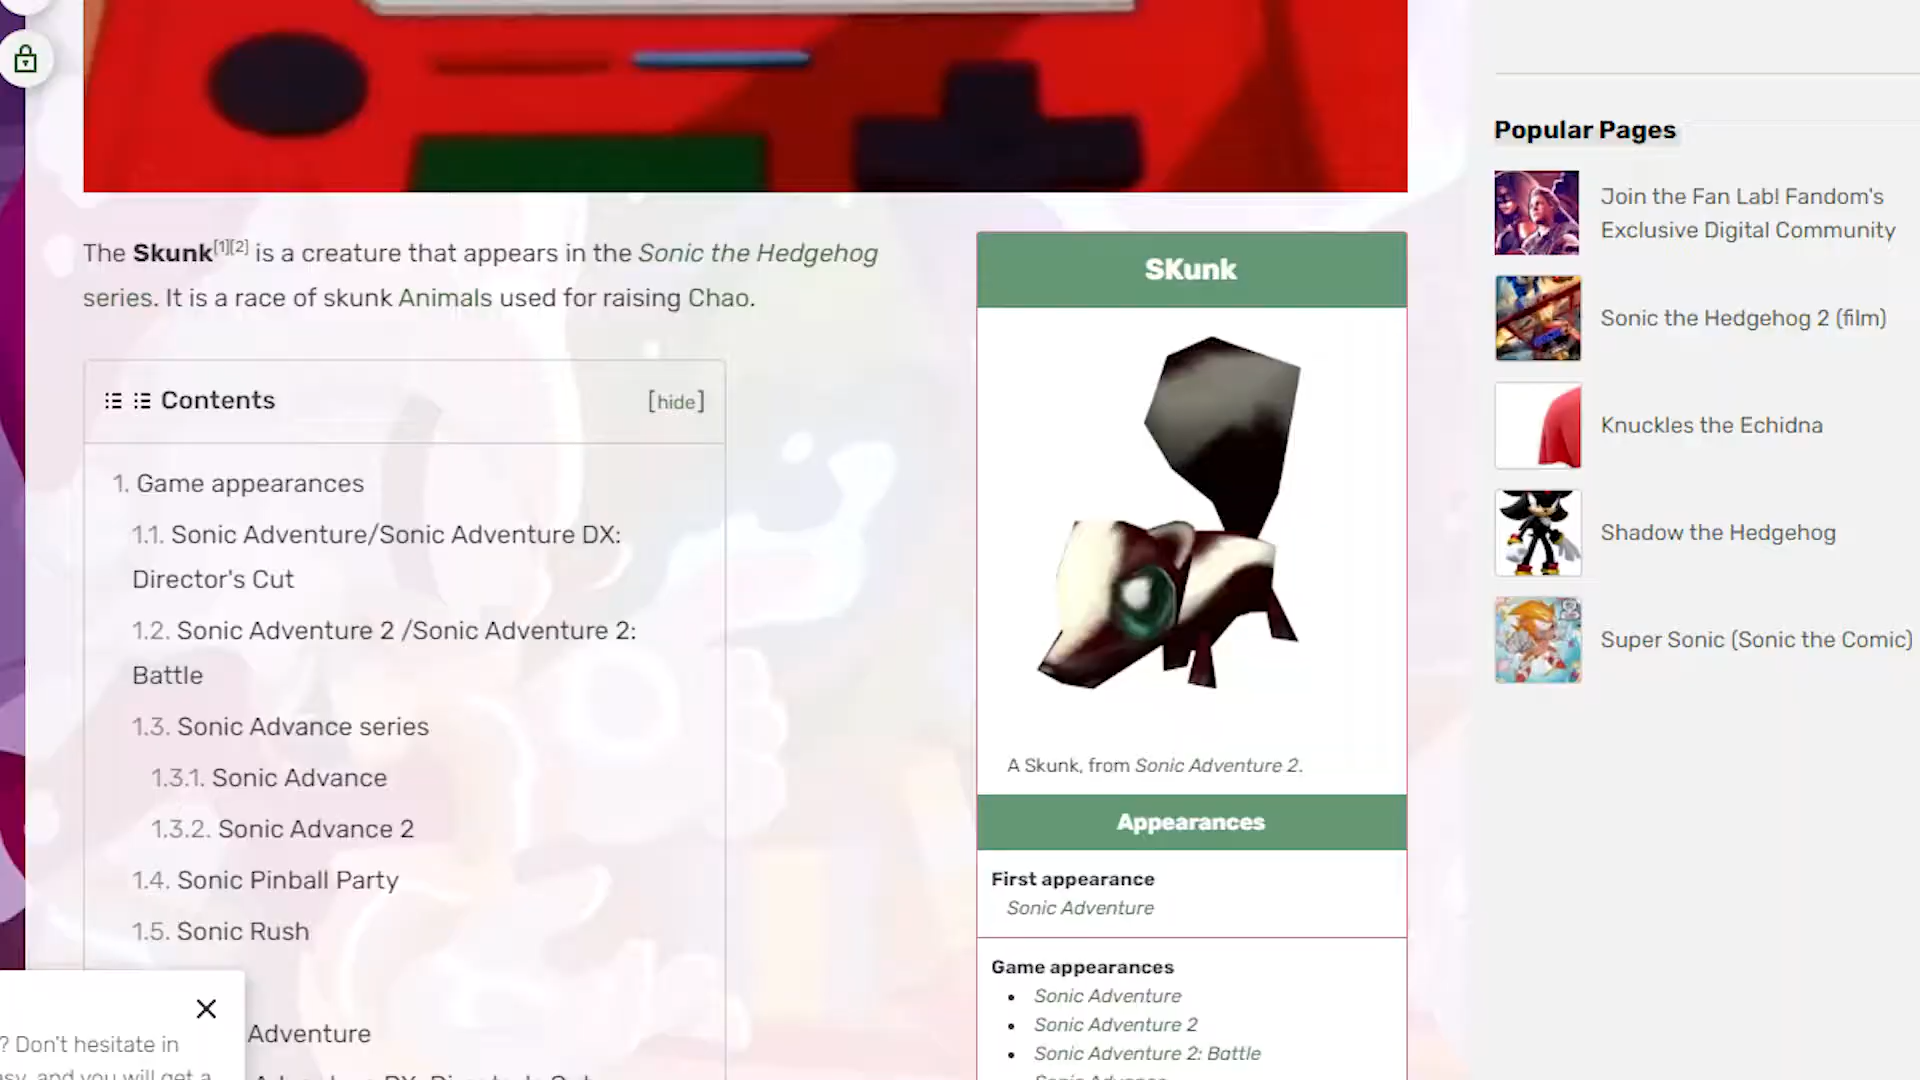 The Skunk[1][2] is a creature that appears in the Sonic the Hedgehog
series. It is a race of skunk Animals used for raising Chao.
Contents
[hide]
1. Game appearances
1.1. Sonic Adventure/Sonic Adventure DX:
Director's Cut
1.2. Sonic Adventure 2 /Sonic Adventure 2:
Battle
1.3. Sonic Advance series
1.3.1. Sonic Advance
1.3.2. Sonic Advance 2
1.4. Sonic Pinball Party
1.5. Sonic Rush
Adventure
? Don't hesitate in
and you will get a
SKunk
A Skunk, from Sonic Adventure 2.
Appearances
First appearance
Sonic Adventure
Game appearances
• Sonic Adventure
• Sonic Adventure 2
• Sonic Adventure 2: Battle
Popular Pages
Join the Fan Lab! Fandom's
Exclusive Digital Community
Sonic the Hedgehog 2 (film)
Knuckles the Echidna
Shadow the Hedgehog
Super Sonic (Sonic the Comic)